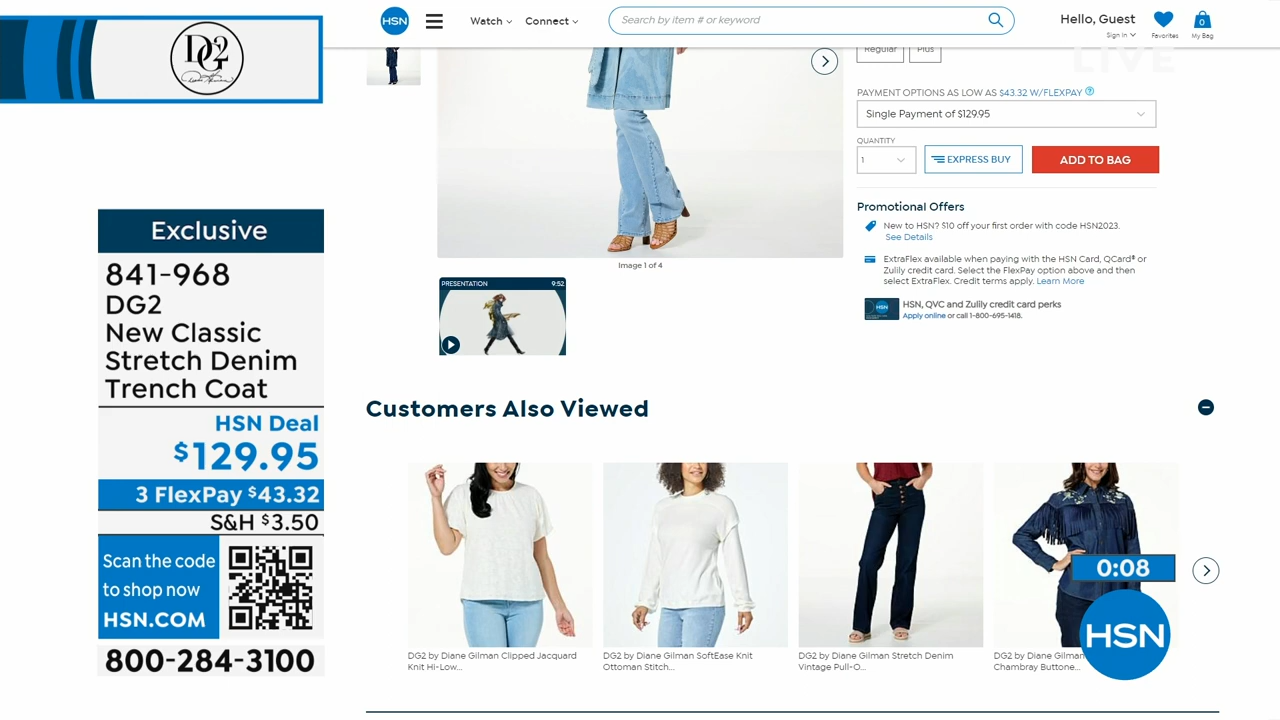 DG2
HSN
Watch
Connect
Search by item # or keyword
Hello, Guest
Sign In
Favorites
0
My Bag
LIVE
Regular
Plus
PAYMENT OPTIONS AS LOW AS $43.32 W/FLEXPAY
Single Payment of $129.95
QUANTITY
1
EXPRESS BUY
ADD TO BAG
Promotional Offers
New to HSN? $10 off your first order with code HSN2023.
See Details
ExtraFlex available when paying with the HSN Card, QCard® or
Zulily credit card. Select the FlexPay option above and then
select ExtraFlex. Credit terms apply. Learn More
HSN
HSN, QVC and Zulily credit card perks
Apply online or call 1-800-695-1418.
Image 1 of 4
PRESENTATION 9:52
Exclusive
841-968
DG2
New Classic
Stretch Denim
Trench Coat
HSN Deal
$129.95
3 FlexPay $43.32
S&H $3.50
Scan the code
to shop now
HSN.COM
800-284-3100
Customers Also Viewed
DG2 by Diane Gilman Clipped Jacquard
Knit Hi-Low...
DG2 by Diane Gilman SoftEase Knit
Ottoman Stitch...
DG2 by Diane Gilman Stretch Denim
Vintage Pull-O...
DG2 by Diane Gilman
Chambray Buttone...
0:08
HSN